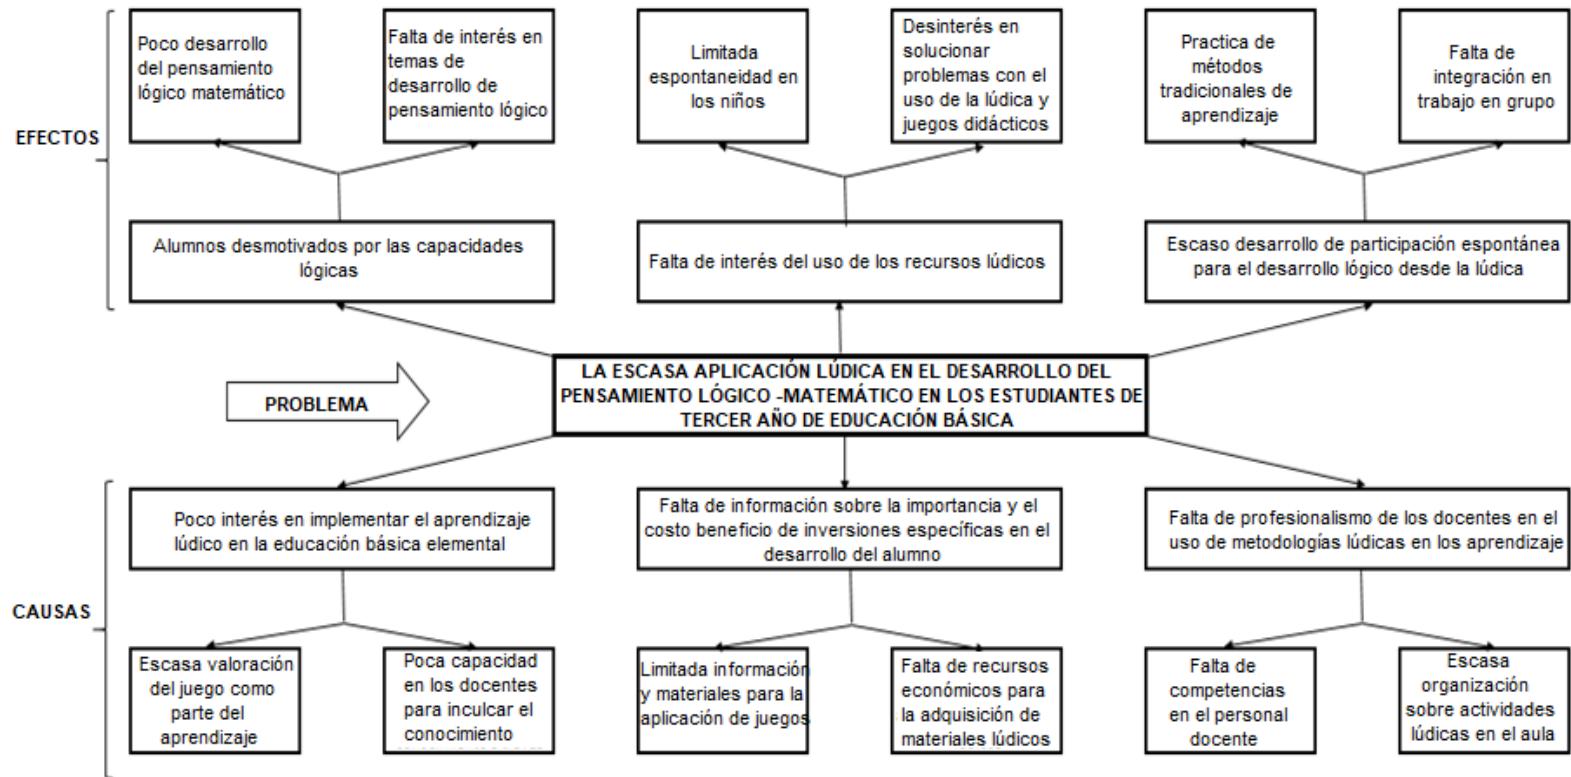 Poco desarrollo
del pensamiento
lógico matemático
Falta de interés en
temas de
desarrollo de
pensamiento lógico
Limitada
espontaneidad en
los niños
Desinterés en
solucionar
problemas con el
uso de la lúdica y
juegos didácticos
Practica de
métodos
tradicionales de
aprendizaje
Falta de
integración en
trabajo en grupo
EFECTOS
Alumnos desmotivados por las capacidades
lógicas
Falta de interés del uso de los recursos lúdicos
Escaso desarrollo de participación espontánea
para el desarrollo lógico desde la lúdica
PROBLEMA
LA ESCASA APLICACIÓN LÚDICA EN EL DESARROLLO DEL
PENSAMIENTO LÓGICO -MATEMÁTICO EN LOS ESTUDIANTES DE
TERCER AÑO DE EDUCACIÓN BÁSICA
Poco interés en implementar el aprendizaje
lúdico en la educación básica elemental
Falta de información sobre la importancia y el
costo beneficio de inversiones específicas en el
desarrollo del alumno
Falta de profesionalismo de los docentes en el
uso de metodologías lúdicas en los aprendizaje
CAUSAS
Escasa valoración
del juego como
parte del
aprendizaje
Poca capacidad
en los docentes
para inculcar el
conocimiento
Limitada información
y materiales para la
aplicación de juegos
Falta de recursos
económicos para
la adquisición de
materiales lúdicos
Falta de
competencias
en el personal
docente
Escasa
organización
sobre actividades
lúdicas en el aula